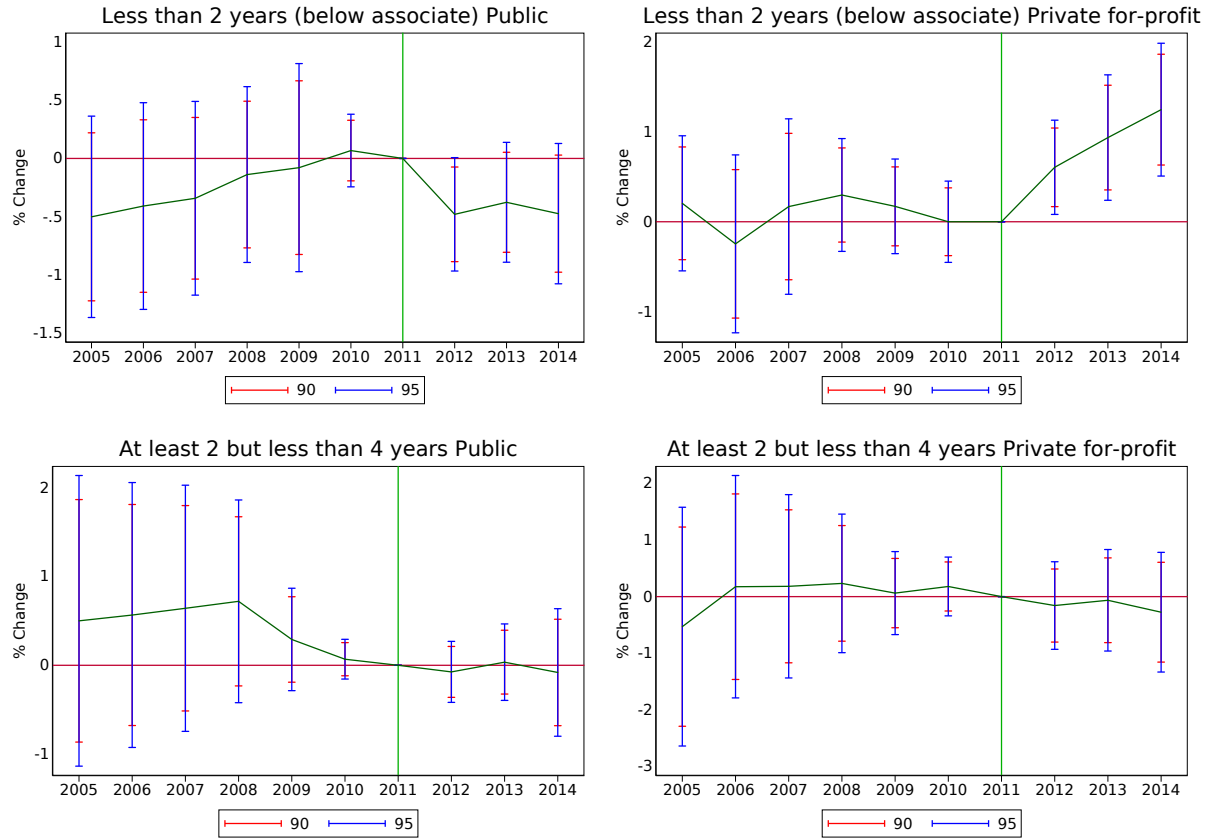 Less than 2 years (below associate) Public
% Change
1
.5
0
-.5
-1
-1.5
2005 2006 2007 2008 2009 2010 2011 2012 2013 2014
90 95
Less than 2 years (below associate) Private for-profit
% Change
2
1
0
-1
2005 2006 2007 2008 2009 2010 2011 2012 2013 2014
90 95
At least 2 but less than 4 years Public
% Change
2
1
0
-1
2005 2006 2007 2008 2009 2010 2011 2012 2013 2014
90 95
At least 2 but less than 4 years Private for-profit
% Change
2
1
0
-1
-2
-3
2005 2006 2007 2008 2009 2010 2011 2012 2013 2014
90 95